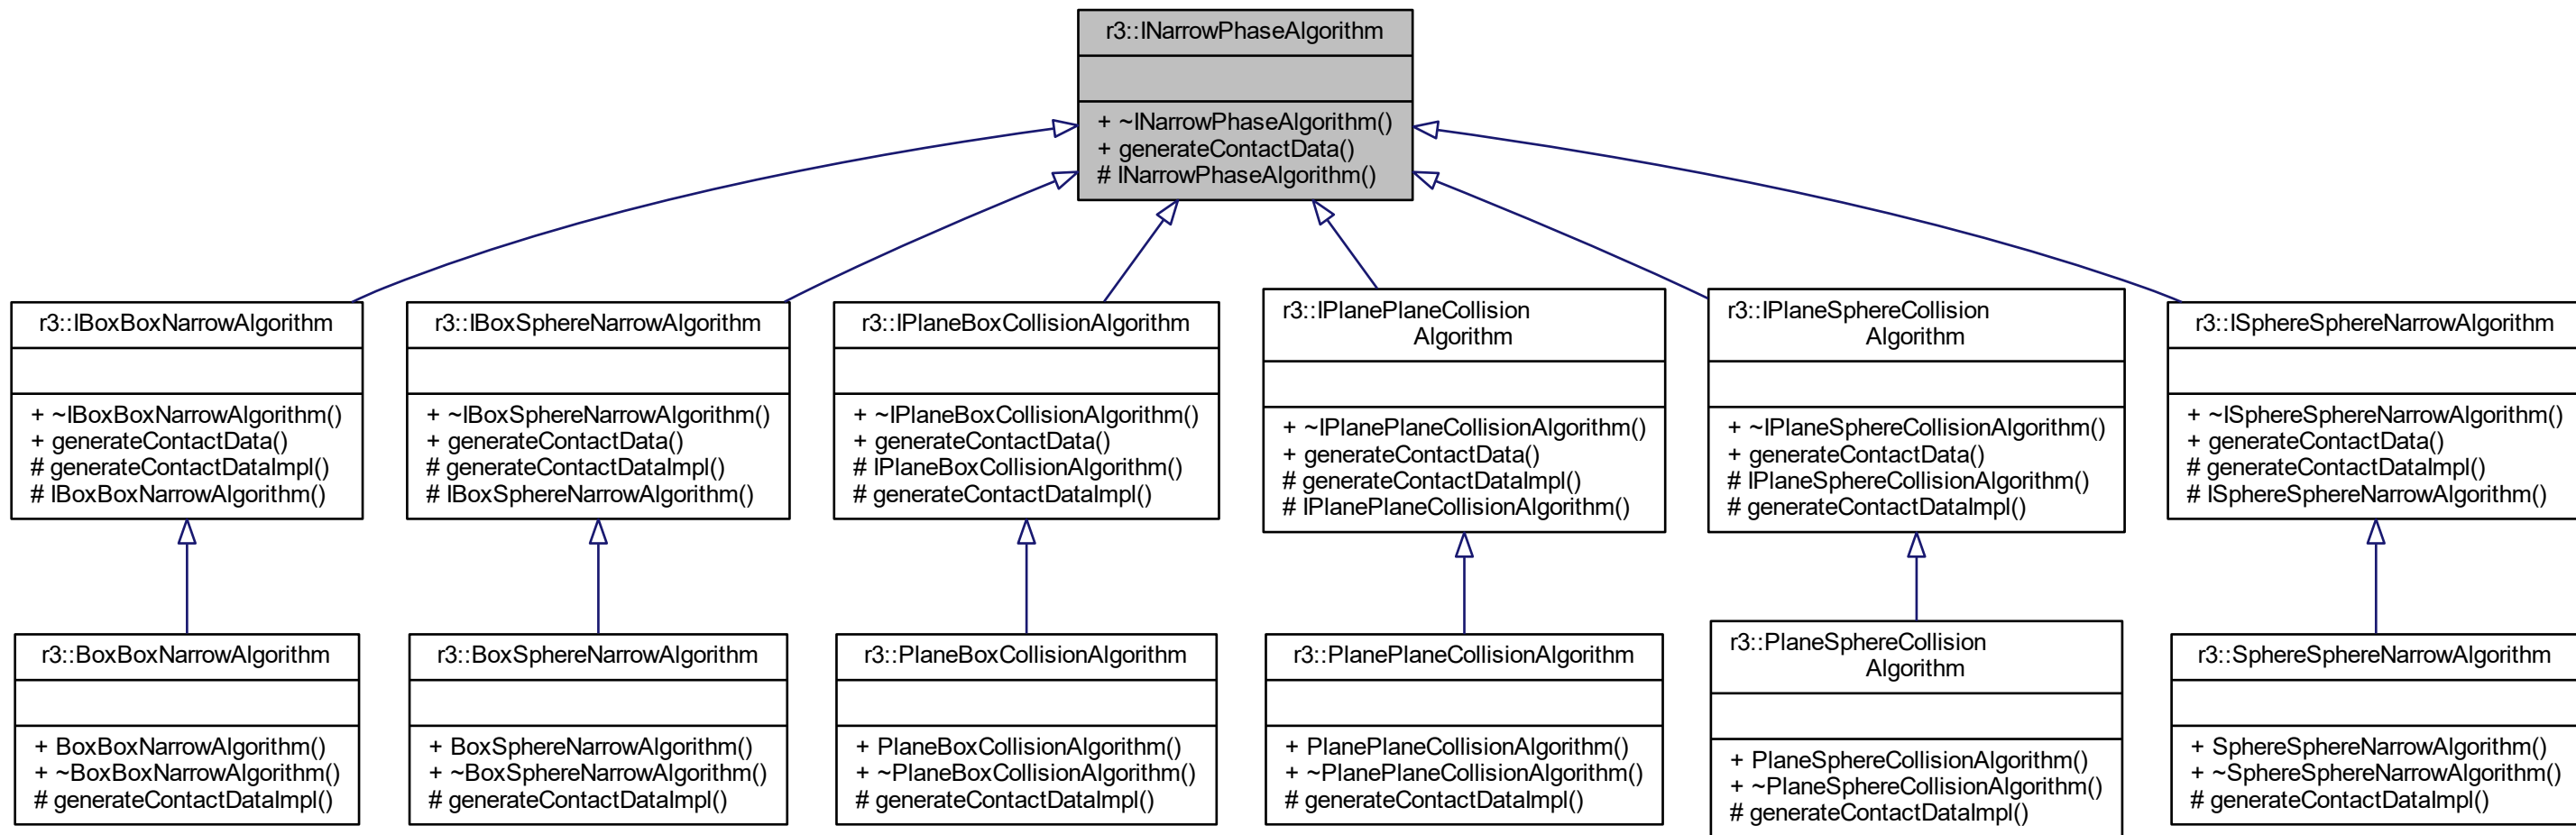 r3::INarrowPhaseAlgorithm
+ ~INarrowPhaseAlgorithm()
+ generateContactData()
# INarrowPhaseAlgorithm()
r3::IBoxBoxNarrowAlgorithm
+ ~IBoxBoxNarrowAlgorithm()
+ generateContactData()
# generateContactDataImpl()
# IBoxBoxNarrowAlgorithm()
r3::IBoxSphereNarrowAlgorithm
+ ~IBoxSphereNarrowAlgorithm()
+ generateContactData()
# generateContactDataImpl()
# IBoxSphereNarrowAlgorithm()
r3::IPlaneBoxCollisionAlgorithm
+ ~IPlaneBoxCollisionAlgorithm()
+ generateContactData()
# IPlaneBoxCollisionAlgorithm()
# generateContactDataImpl()
r3::IPlanePlaneCollision
Algorithm
+ ~IPlanePlaneCollisionAlgorithm()
+ generateContactData()
# generateContactDataImpl()
# IPlanePlaneCollisionAlgorithm()
r3::IPlaneSphereCollision
Algorithm
+ ~IPlaneSphereCollisionAlgorithm()
+ generateContactData()
# IPlaneSphereCollisionAlgorithm()
# generateContactDataImpl()
r3::ISphereSphereNarrowAlgorithm
+ ~ISphereSphereNarrowAlgorithm()
+ generateContactData()
# generateContactDataImpl()
# ISphereSphereNarrowAlgorithm()
r3::BoxBoxNarrowAlgorithm
+ BoxBoxNarrowAlgorithm()
+ ~BoxBoxNarrowAlgorithm()
# generateContactDataImpl()
r3::BoxSphereNarrowAlgorithm
+ BoxSphereNarrowAlgorithm()
+ ~BoxSphereNarrowAlgorithm()
# generateContactDataImpl()
r3::PlaneBoxCollisionAlgorithm
+ PlaneBoxCollisionAlgorithm()
+ ~PlaneBoxCollisionAlgorithm()
# generateContactDataImpl()
r3::PlanePlaneCollisionAlgorithm
+ PlanePlaneCollisionAlgorithm()
+ ~PlanePlaneCollisionAlgorithm()
# generateContactDataImpl()
r3::PlaneSphereCollision
Algorithm
+ PlaneSphereCollisionAlgorithm()
+ ~PlaneSphereCollisionAlgorithm()
# generateContactDataImpl()
r3::SphereSphereNarrowAlgorithm
+ SphereSphereNarrowAlgorithm()
+ ~SphereSphereNarrowAlgorithm()
# generateContactDataImpl()